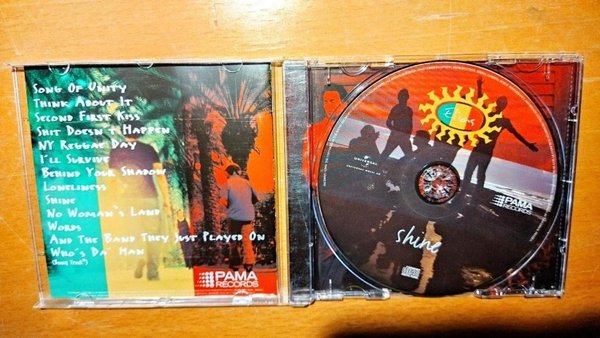 Song Of Unity
Think About It
Second First Kiss
Shit Doesn't Happen
NY Reggae Day
I'll Survive
Behind Your Shadow
Loneliness
Shine
No Woman's Land
Words
And The Band They Just Played On
Who's Da' Man
(Bonus Track*)
PAMA
RECORDS
PAMA
RECORDS
shine